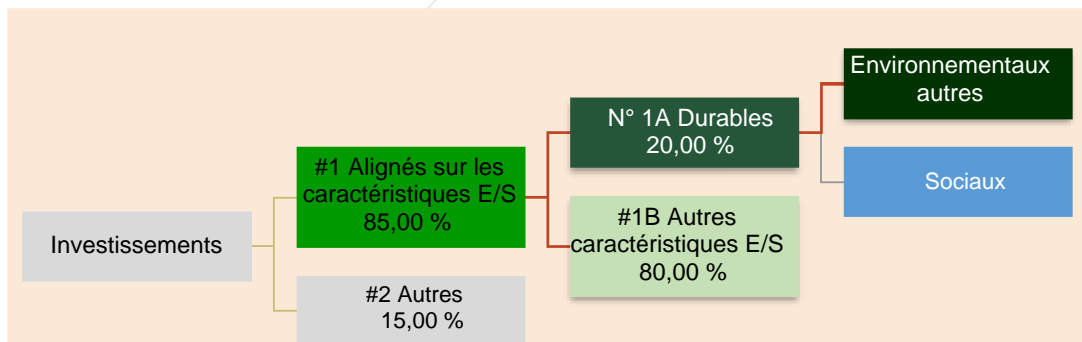 Investissements
#1 Alignés sur les
caractéristiques E/S
85,00 %
#2 Autres
15,00 %
N° 1A Durables
20,00 %
#1B Autres
caractéristiques E/S
80,00 %
Environnementaux
autres
Sociaux